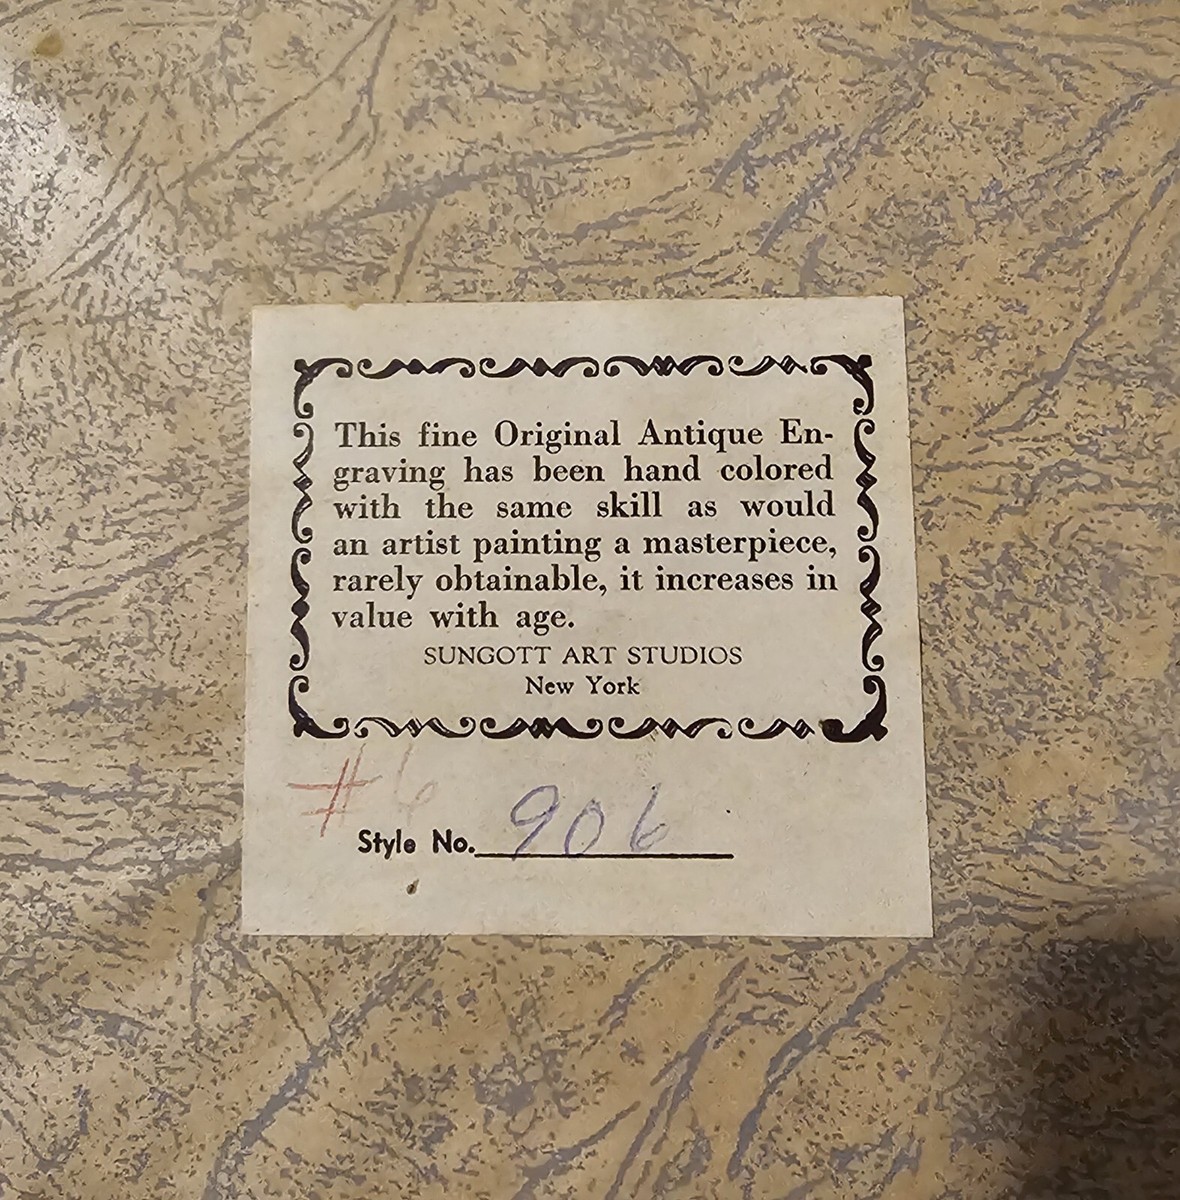 This fine Original Antique En-
graving has been hand colored
with the same skill as would
an artist painting a masterpiece,
rarely obtainable, it increases in
value with age.
SUNGOTT ART STUDIOS
New York
#6
Style No. 906